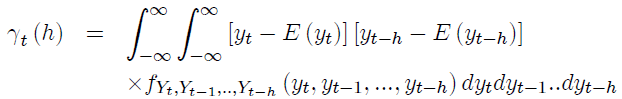 γ_t (h) = ∫_{-∞}^{∞} ∫_{-∞}^{∞} [y_t − E (y_t)] [y_{t−h} − E (y_{t−h})]
×f_{Y_t,Y_{t−1},..,Y_{t−h}} (y_t, y_{t−1}, ..., y_{t−h}) dy_t dy_{t−1}..dy_{t−h}